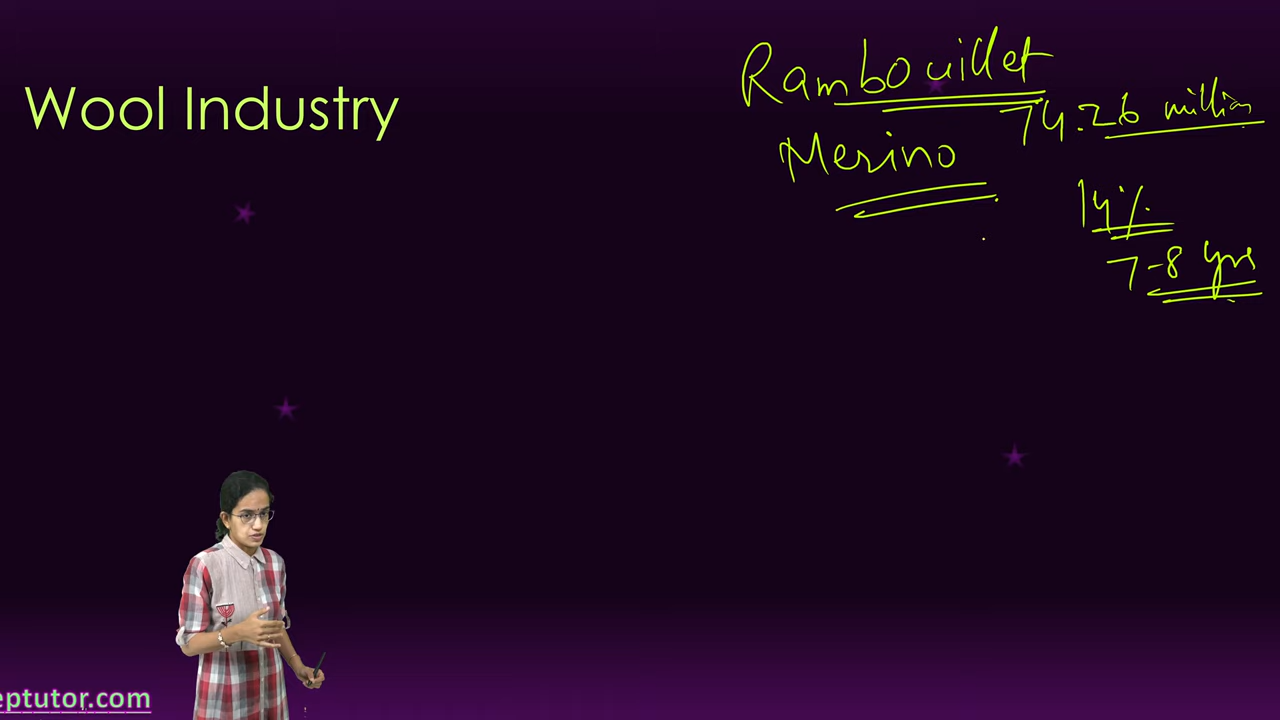 Wool Industry
Rambouillet
74.26 million
Merino
14%
7-8 yrs
eptutor.com